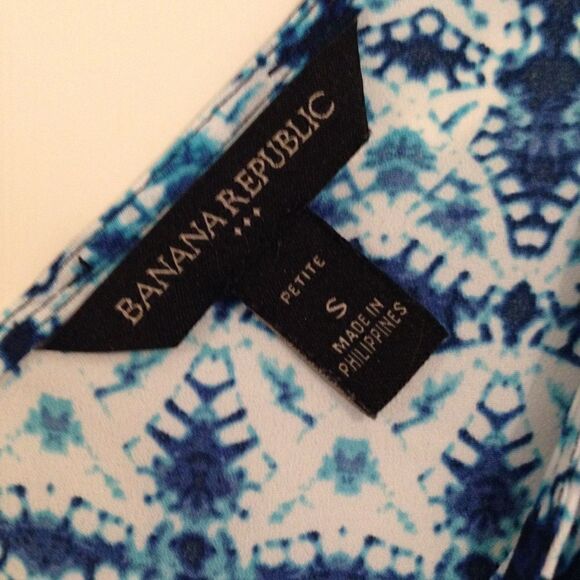 BANANA REPUBLIC
PETITE
S
MADE IN
PHILIPPINES